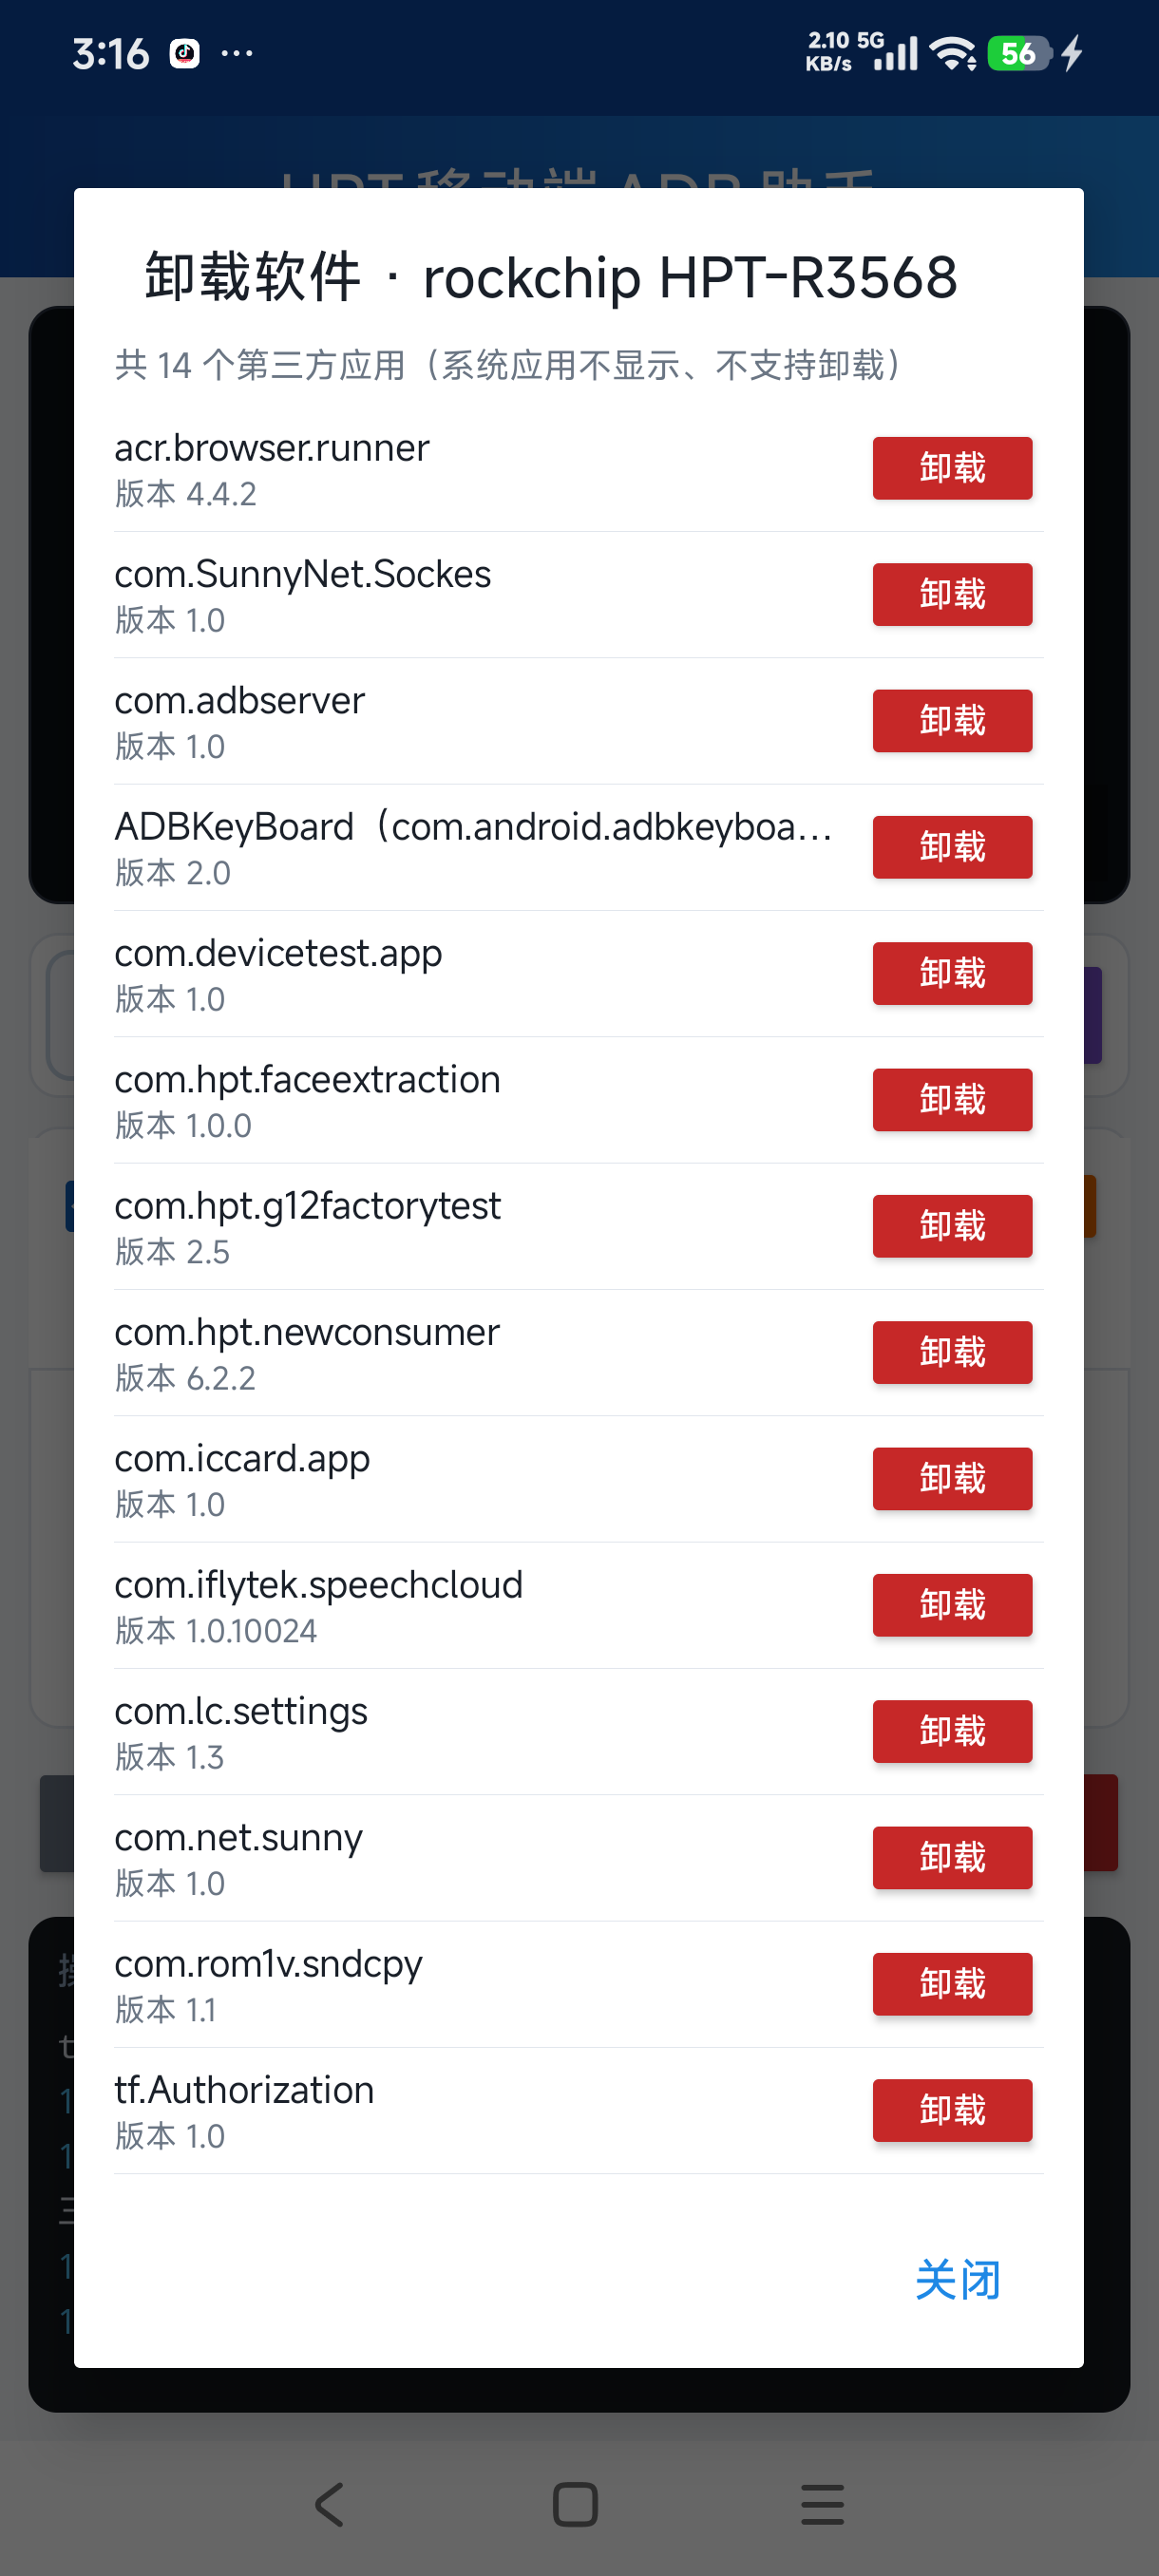 3:16
2.10 5G
KB/s
56
卸载软件 · rockchip HPT-R3568
共 14 个第三方应用（系统应用不显示、不支持卸载）
acr.browser.runner
版本 4.4.2
卸载
com.SunnyNet.Sockes
版本 1.0
卸载
com.adbserver
版本 1.0
卸载
ADBKeyBoard（com.android.adbkeyboa...
版本 2.0
卸载
com.devicetest.app
版本 1.0
卸载
com.hpt.faceextraction
版本 1.0.0
卸载
com.hpt.g12factorytest
版本 2.5
卸载
com.hpt.newconsumer
版本 6.2.2
卸载
com.iccard.app
版本 1.0
卸载
com.iflytek.speechcloud
版本 1.0.10024
卸载
com.lc.settings
版本 1.3
卸载
com.net.sunny
版本 1.0
卸载
com.rom1v.sndcpy
版本 1.1
卸载
tf.Authorization
版本 1.0
卸载
关闭